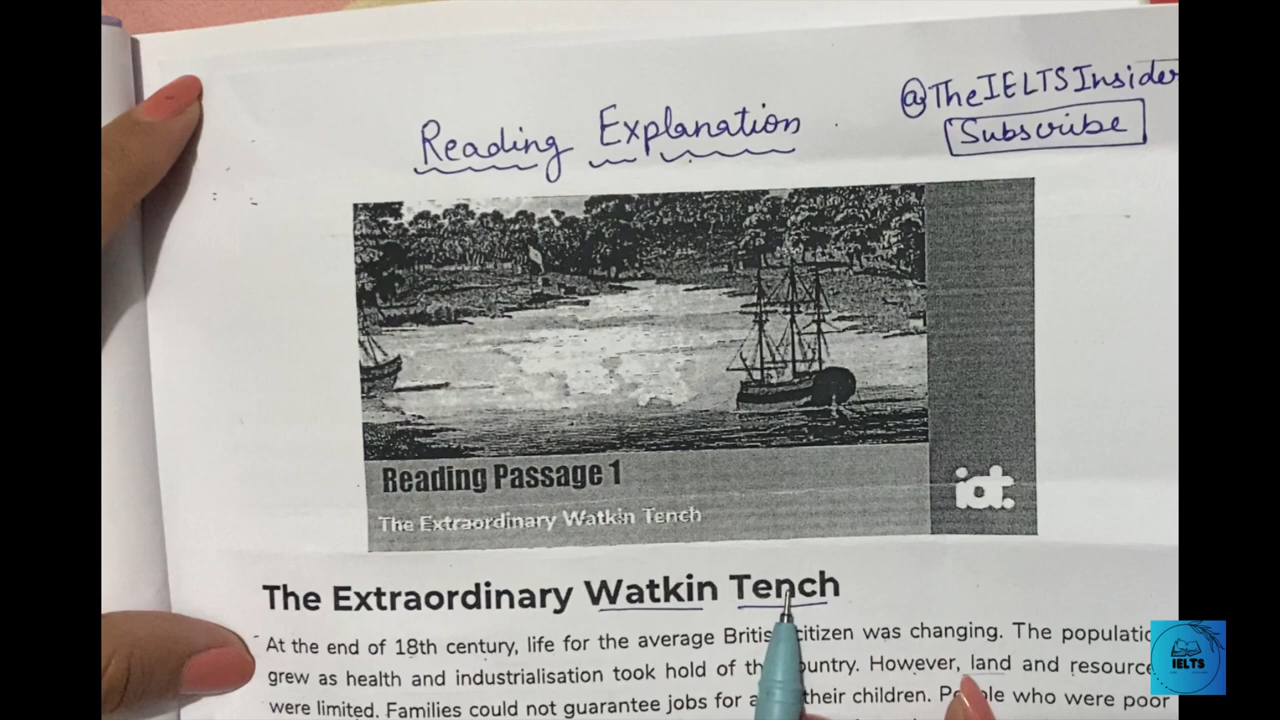 @TheIELTSInsider
Reading Explanation
Subscribe
Reading Passage 1
iot.
The Extraordinary Watkin Tench
The Extraordinary Watkin Tench
At the end of 18th century, life for the average British citizen was changing. The population
grew as health and industrialisation took hold of the country. However, land and resources
IELTS
were limited. Families could not guarantee jobs for all their children. People who were poor